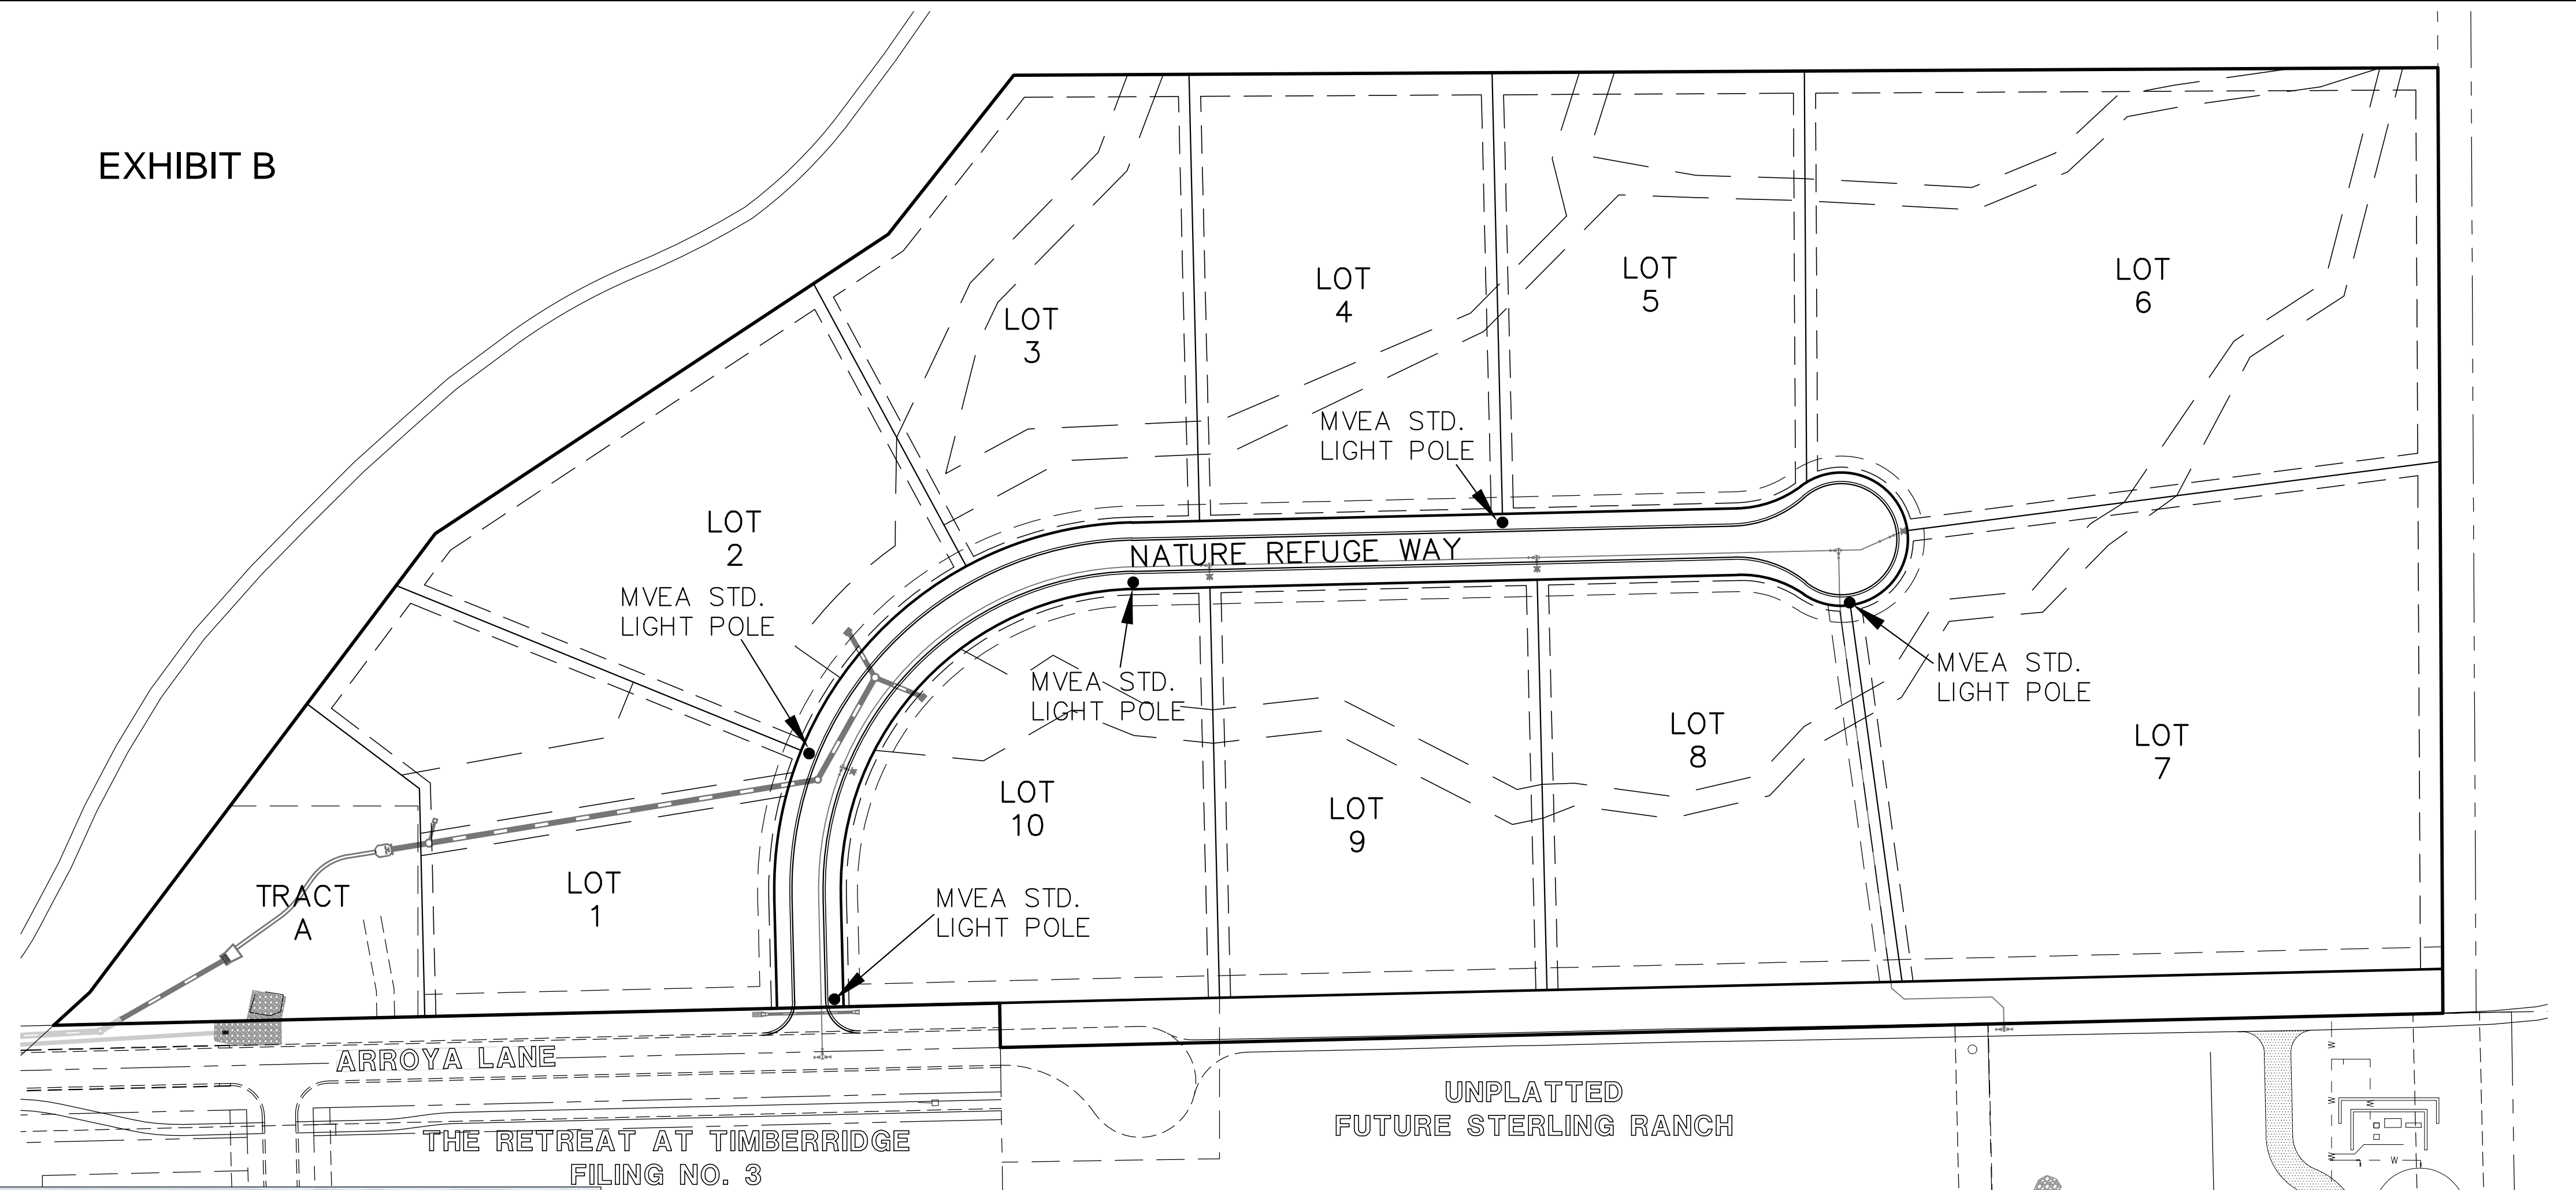 EXHIBIT B
LOT
3
LOT
4
LOT
5
LOT
6
MVEA STD.
LIGHT POLE
LOT
2
NATURE REFUGE WAY
MVEA STD.
LIGHT POLE
MVEA STD.
LIGHT POLE
MVEA STD.
LIGHT POLE
LOT
8
LOT
7
LOT
10
LOT
9
TRACT
A
LOT
1
MVEA STD.
LIGHT POLE
ARROYA LANE
UNPLATTED
FUTURE STERLING RANCH
THE RETREAT AT TIMBERRIDGE
FILING NO. 3
W
W
W
W
W